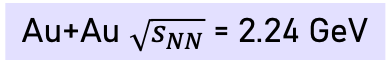 Au+Au √s_NN = 2.24 GeV